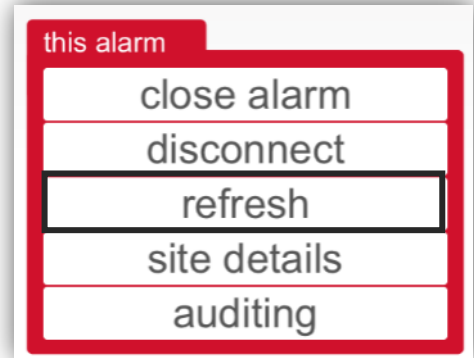 this alarm
close alarm
disconnect
refresh
site details
auditing